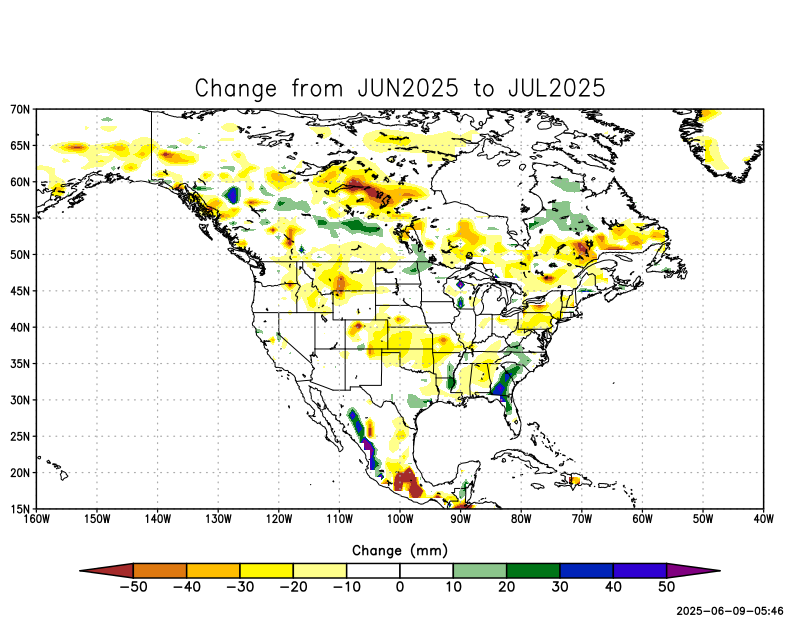 Change from JUN2025 to JUL2025
70N
65N
60N
55N
50N
45N
40N
35N
30N
25N
20N
15N
160W 150W 140W 130W 120W 110W 100W 90W 80W 70W 60W 50W 40W
Change (mm)
−50 −40 −30 −20 −10 0 10 20 30 40 50
2025-06-09-05:46